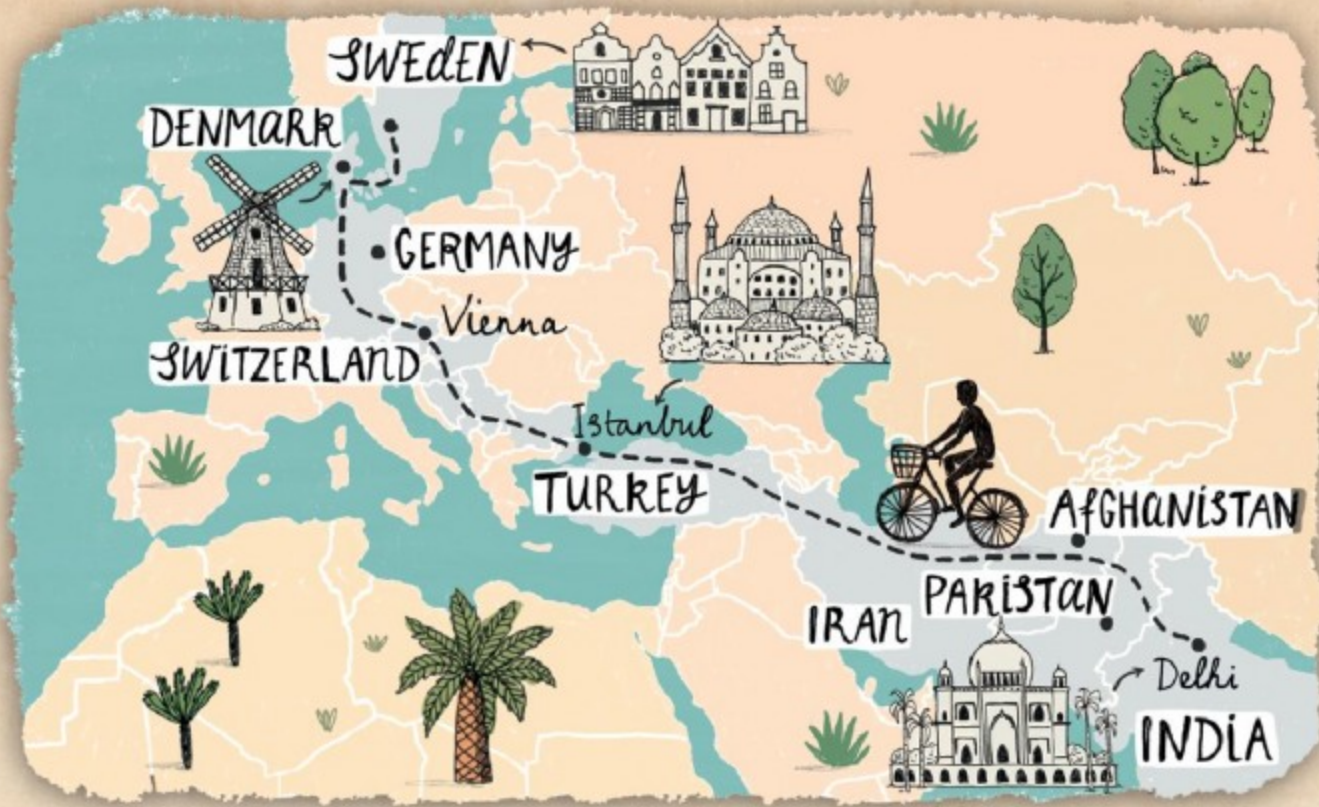 SWEdEN
DENMARK
GERMANY
Vienna
SWITZERLAND
Istanbul
TURKEY
AfGHANISTAN
PAKISTAN
IRAN
Delhi
INDIA